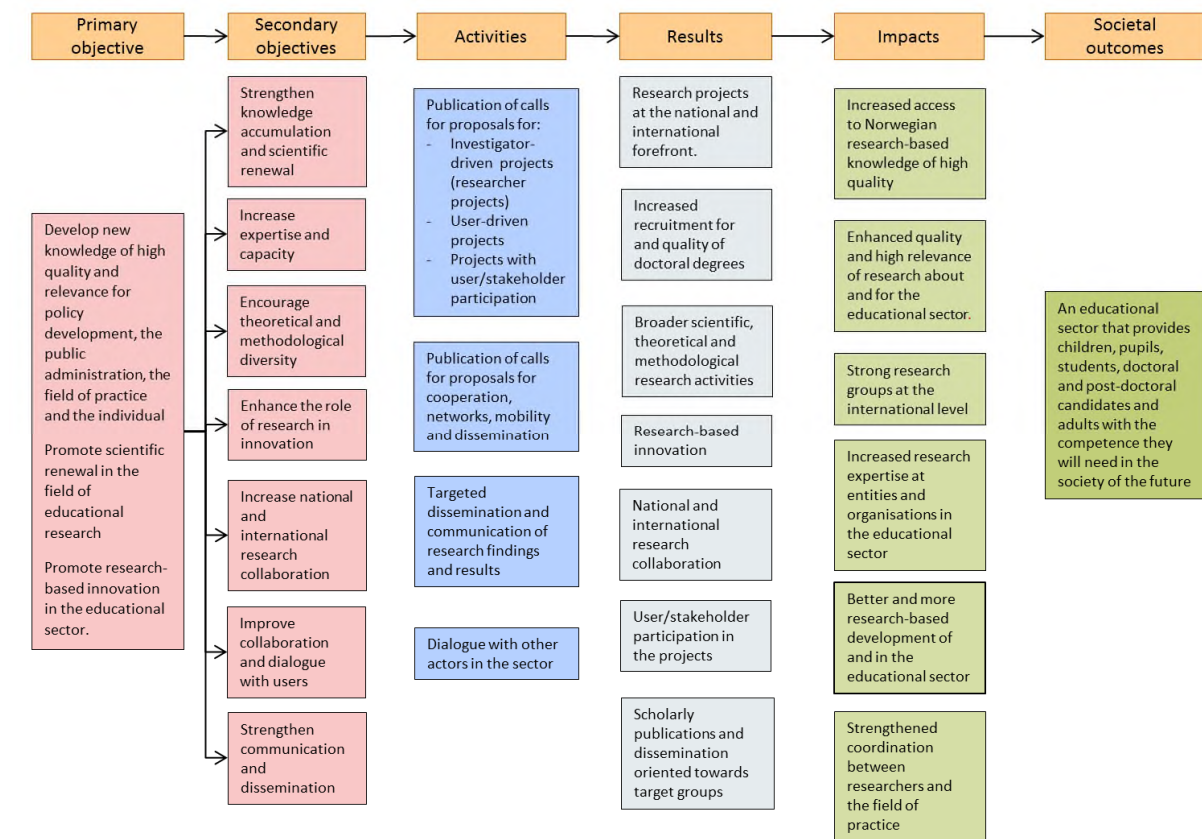 Primary
objective
Secondary
objectives
Activities
Results
Impacts
Societal
outcomes
Develop new
knowledge of high
quality and
relevance for
policy
development, the
public
administration, the
field of practice
and the individual
Promote scientific
renewal in the
field of
educational
research
Promote research-
based innovation
in the educational
sector.
Strengthen
knowledge
accumulation
and scientific
renewal
Increase
expertise and
capacity
Encourage
theoretical and
methodological
diversity
Enhance the role
of research in
innovation
Increase national
and
international
research
collaboration
Improve
collaboration
and dialogue
with users
Strengthen
communication
and
dissemination
Publication of calls
for proposals for:
- Investigator-
driven projects
(researcher
projects)
- User-driven
projects
- Projects with
user/stakeholder
participation
Publication of calls
for proposals for
cooperation,
networks, mobility
and dissemination
Targeted
dissemination and
communication of
research findings
and results
Dialogue with other
actors in the sector
Research projects
at the national and
international
forefront.
Increased
recruitment for
and quality of
doctoral degrees
Broader scientific,
theoretical and
methodological
research activities
Research-based
innovation
National and
international
research
collaboration
User/stakeholder
participation in
the projects
Scholarly
publications and
dissemination
oriented towards
target groups
Increased access
to Norwegian
research-based
knowledge of high
quality
Enhanced quality
and high relevance
of research about
and for the
educational sector.
Strong research
groups at the
international level
Increased research
expertise at
entities and
organisations in
the educational
sector
Better and more
research-based
development of
and in the
educational sector
Strengthened
coordination
between
researchers and
the field of
practice
An educational
sector that provides
children, pupils,
students, doctoral
and post-doctoral
candidates and
adults with the
competence they
will need in the
society of the future